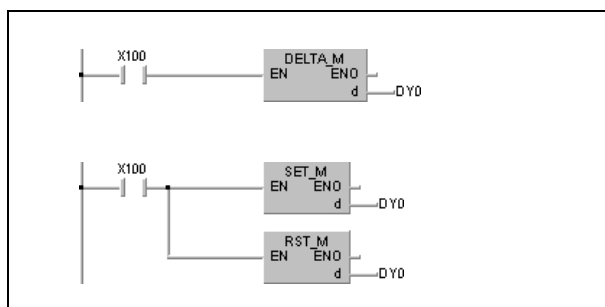 X100
DELTA_M
EN ENO
d DY0
X100
SET_M
EN ENO
d DY0
RST_M
EN ENO
d DY0